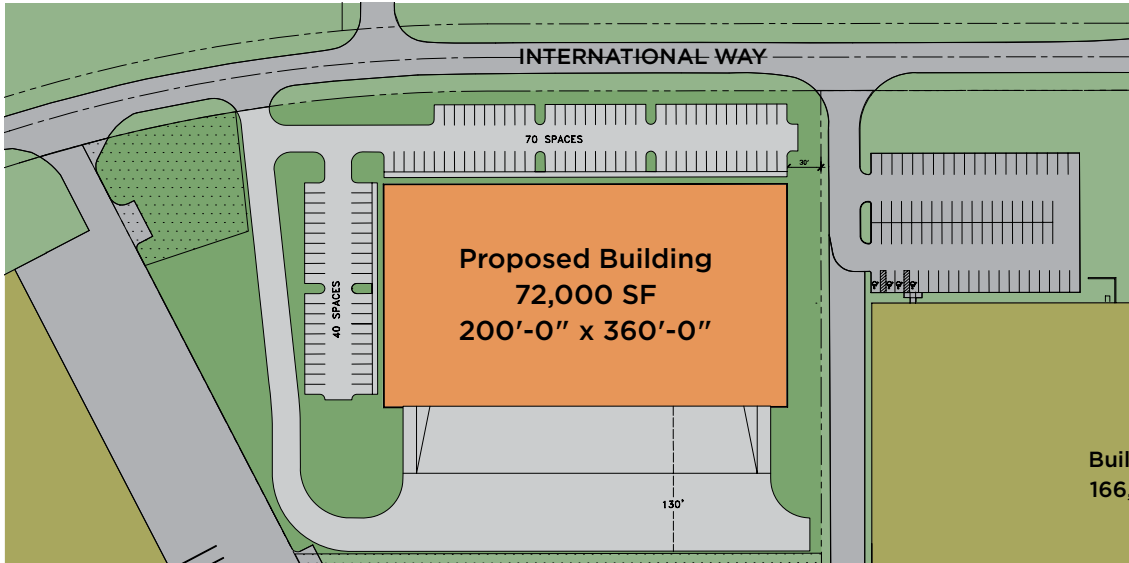 INTERNATIONAL WAY
70 SPACES
30'
Proposed Building
72,000 SF
200'-0" x 360'-0"
40 SPACES
Buil
166,
130'